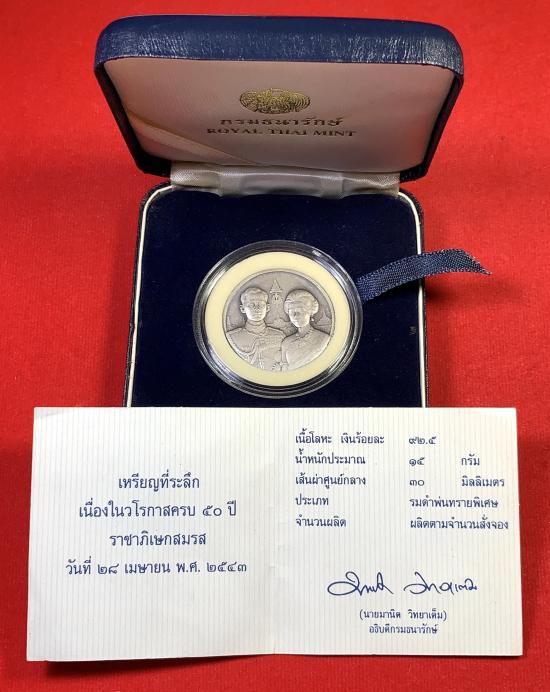 กรมธนารักษ์
ROYAL THAI MINT
เหรียญที่ระลึก
เนื่องในวโรกาสครบ ๕๐ ปี
ราชาภิเษกสมรส
วันที่ ๒๘ เมษายน พ.ศ. ๒๕๔๓
เนื้อโลหะ เงินร้อยละ ๙๒.๕
น้ำหนักประมาณ ๑๕ กรัม
เส้นผ่าศูนย์กลาง ๓๐ มิลลิเมตร
ประเภท รมดำพ่นทรายพิเศษ
จำนวนผลิต ผลิตตามจำนวนสั่งจอง
(นายมานิต วิทยาเต็ม)
อธิบดีกรมธนารักษ์